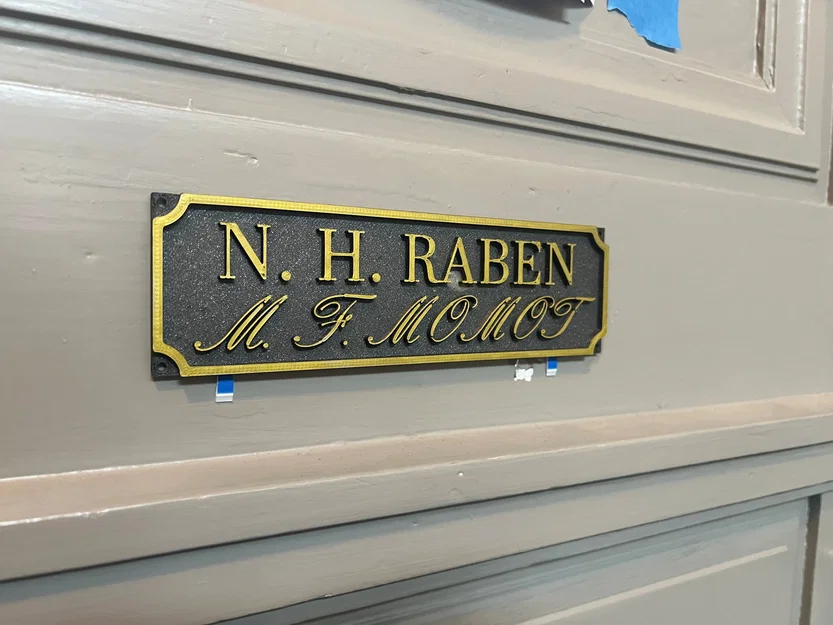 N. H. RABEN
M. F. MOMOT